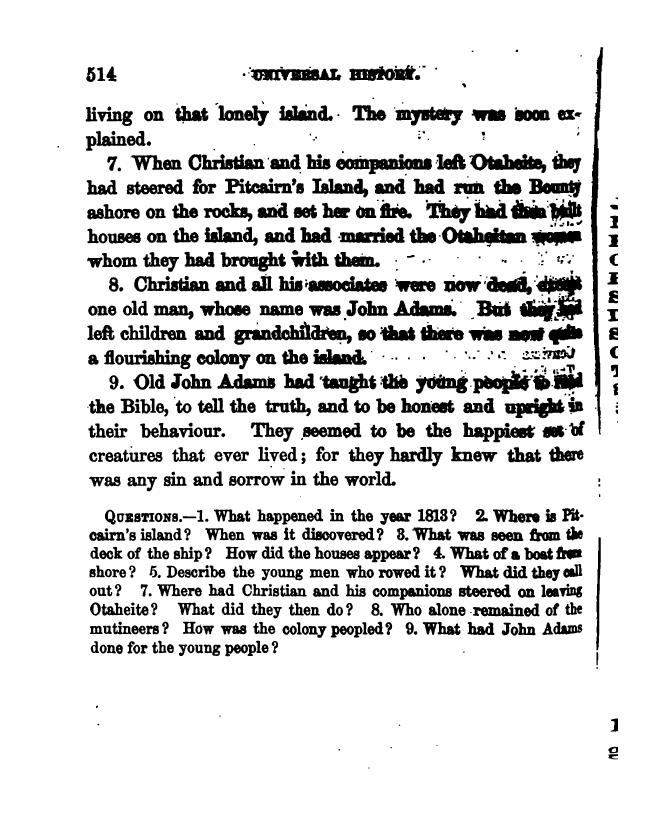 514 UNIVERSAL HISTORY.
living on that lonely island. The mystery was soon ex-
plained.
7. When Christian and his companions left Otaheite, they
had steered for Pitcairn's Island, and had run the Bounty
ashore on the rocks, and set her on fire. They had then built
houses on the island, and had married the Otaheitan women
whom they had brought with them.
8. Christian and all his associates were now dead, except
one old man, whose name was John Adams. But they had
left children and grandchildren, so that there was now quite
a flourishing colony on the island.
9. Old John Adams had taught the young people to read
the Bible, to tell the truth, and to be honest and upright in
their behaviour. They seemed to be the happiest set of
creatures that ever lived; for they hardly knew that there
was any sin and sorrow in the world.
QUESTIONS.—1. What happened in the year 1813? 2. Where is Pit-
cairn's island? When was it discovered? 3. What was seen from the
deck of the ship? How did the houses appear? 4. What of a boat from
shore? 5. Describe the young men who rowed it? What did they call
out? 7. Where had Christian and his companions steered on leaving
Otaheite? What did they then do? 8. Who alone remained of the
mutineers? How was the colony peopled? 9. What had John Adams
done for the young people?